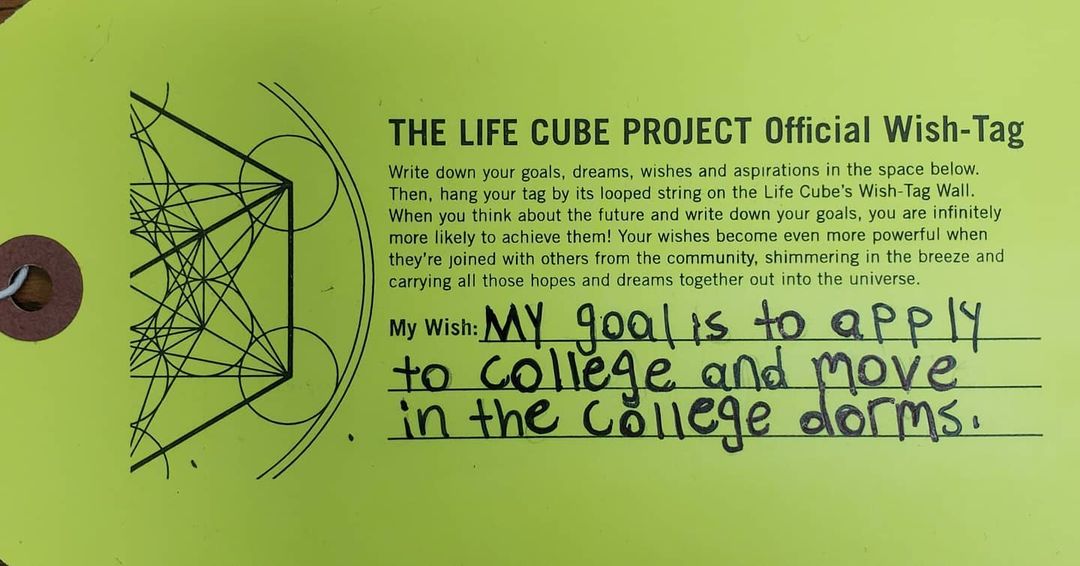 THE LIFE CUBE PROJECT Official Wish-Tag
Write down your goals, dreams, wishes and aspirations in the space below.
Then, hang your tag by its looped string on the Life Cube's Wish-Tag Wall.
When you think about the future and write down your goals, you are infinitely
more likely to achieve them! Your wishes become even more powerful when
they're joined with others from the community, shimmering in the breeze and
carrying all those hopes and dreams together out into the universe.
My Wish: MY goal is to apply
to college and move
in the college dorms.